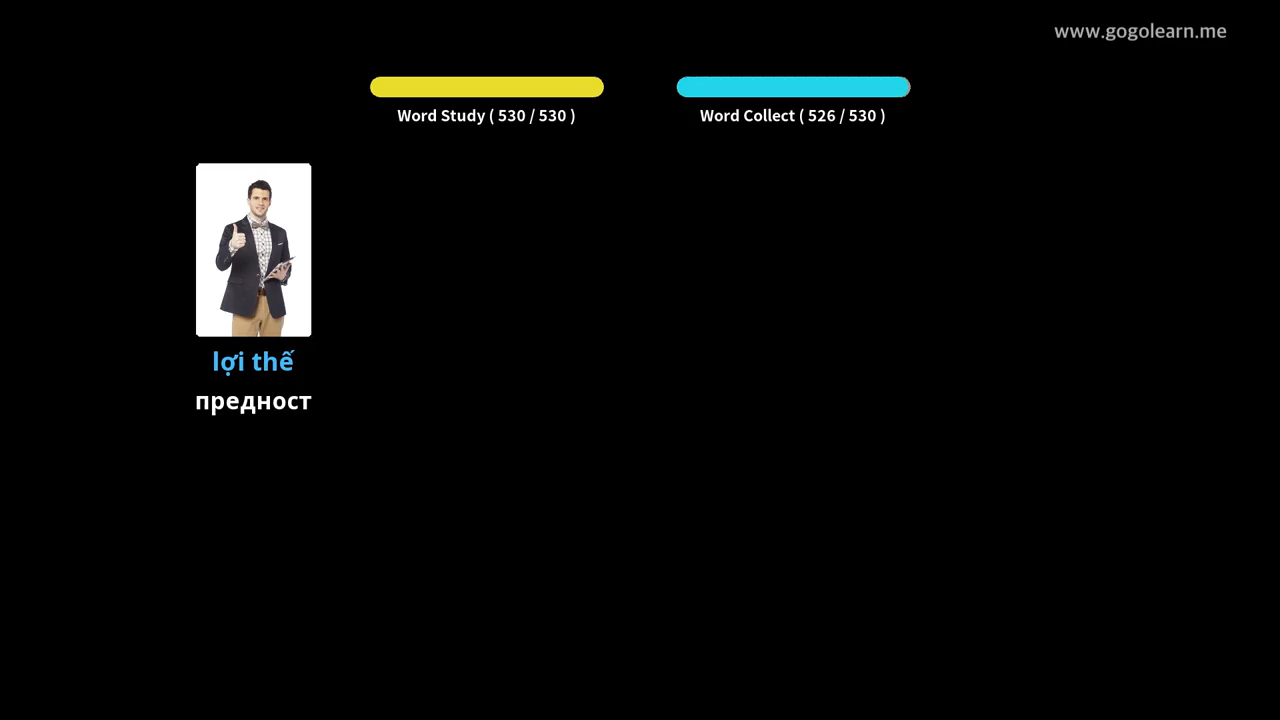 www.gogolearn.me
Word Study ( 530 / 530 )
Word Collect ( 526 / 530 )
lợi thế
предност